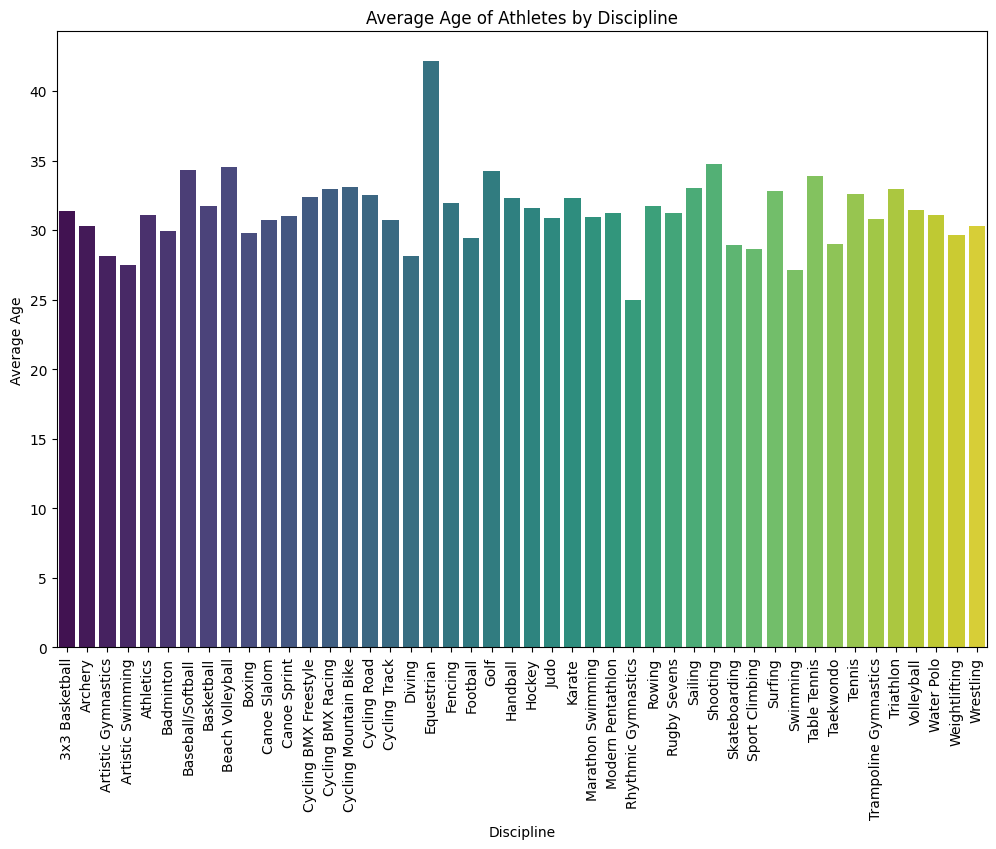 Average Age of Athletes by Discipline
Average Age
40
35
30
25
20
15
10
5
0
3x3 Basketball
Archery
Artistic Gymnastics
Artistic Swimming
Athletics
Badminton
Baseball/Softball
Basketball
Beach Volleyball
Boxing
Canoe Slalom
Canoe Sprint
Cycling BMX Freestyle
Cycling BMX Racing
Cycling Mountain Bike
Cycling Road
Cycling Track
Diving
Equestrian
Fencing
Football
Golf
Handball
Hockey
Judo
Karate
Marathon Swimming
Modern Pentathlon
Rhythmic Gymnastics
Rowing
Rugby Sevens
Sailing
Shooting
Skateboarding
Sport Climbing
Surfing
Swimming
Table Tennis
Taekwondo
Tennis
Trampoline Gymnastics
Triathlon
Volleyball
Water Polo
Weightlifting
Wrestling
Discipline